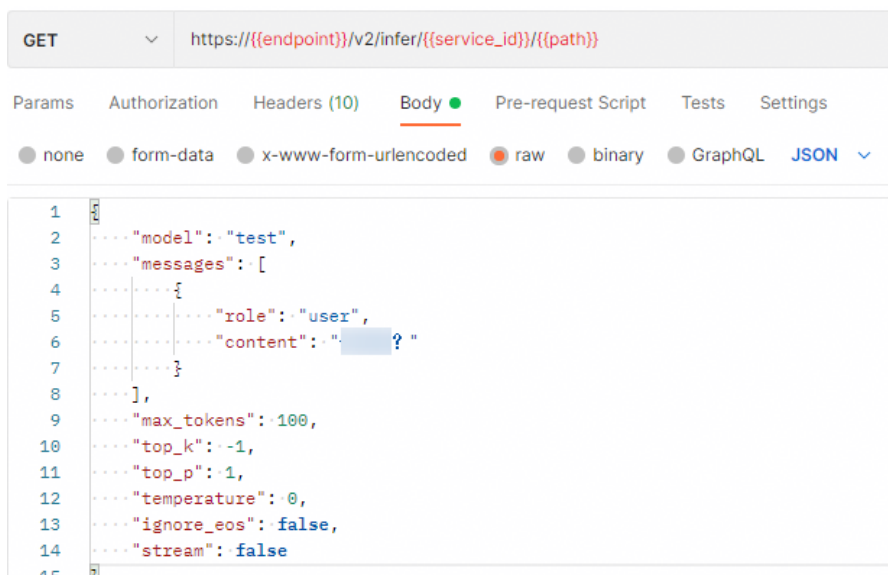 GET https://{{endpoint}}/v2/infer/{{service_id}}/{{path}}
Params Authorization Headers (10) Body Pre-request Script Tests Settings
none form-data x-www-form-urlencoded raw binary GraphQL JSON
1 {
2 "model": "test",
3 "messages": [
4 {
5 "role": "user",
6 "content": " ? "
7 }
8 ],
9 "max_tokens": 100,
10 "top_k": -1,
11 "top_p": 1,
12 "temperature": 0,
13 "ignore_eos": false,
14 "stream": false
15 }